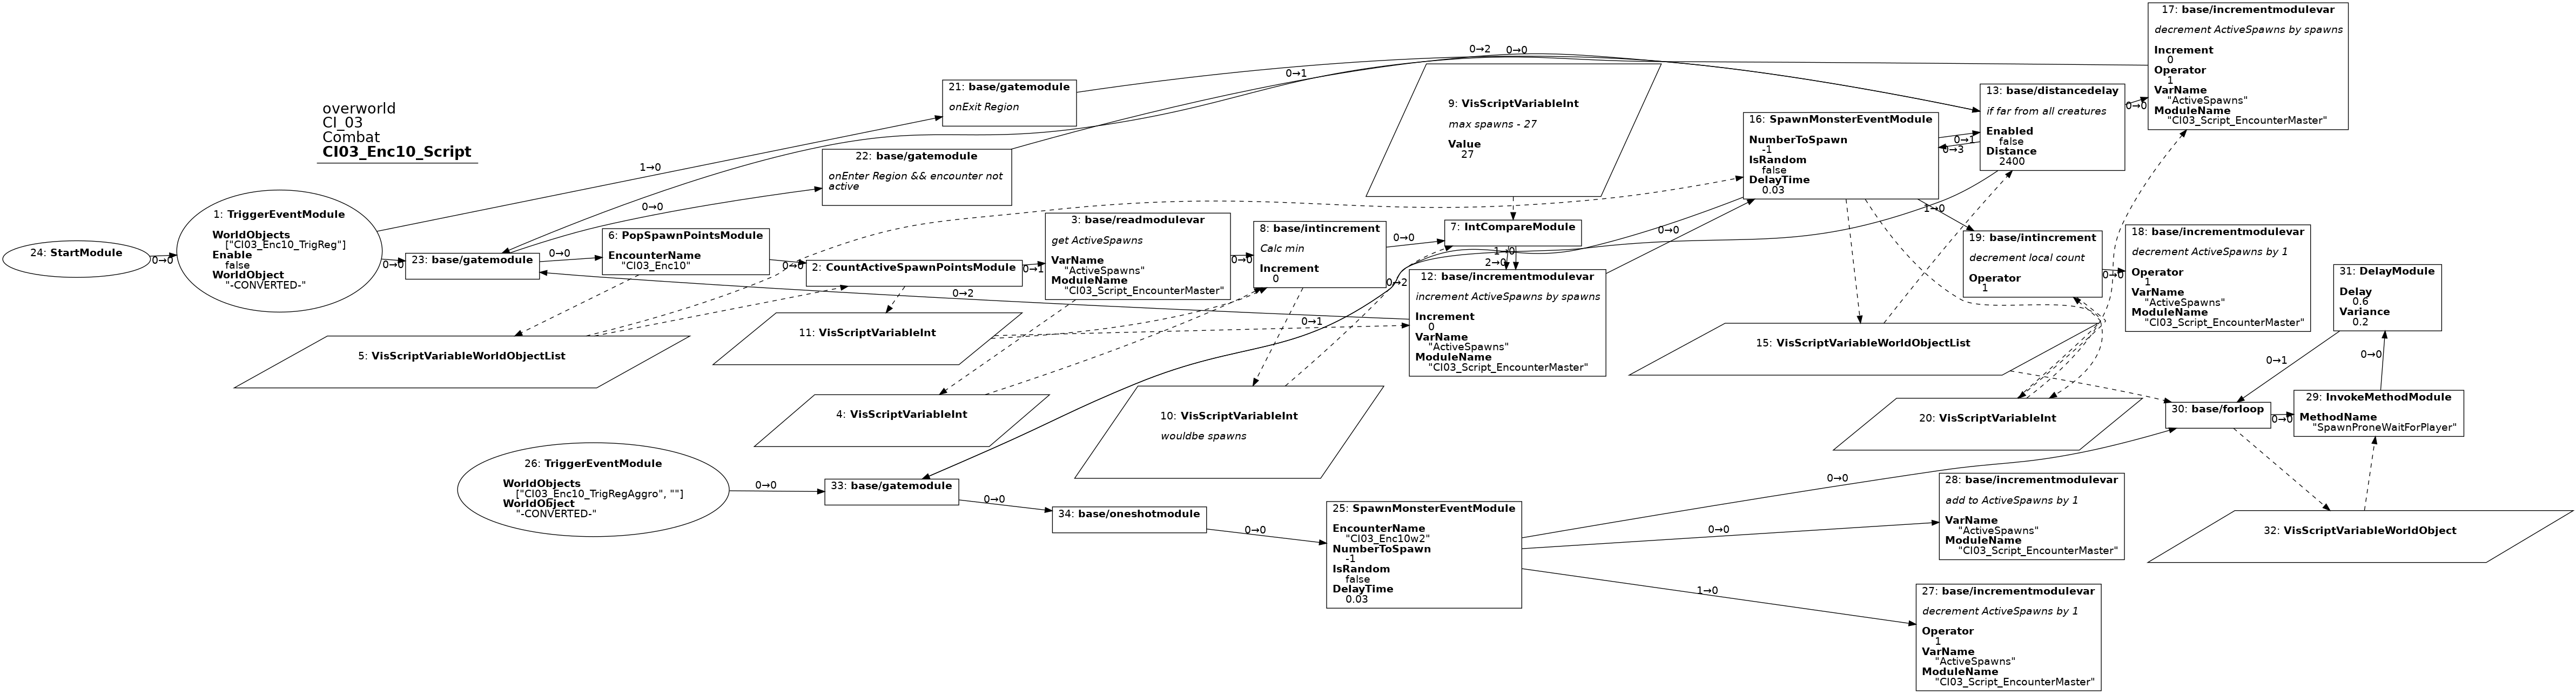 overworld
CI_03
Combat
CI03_Enc10_Script
24: StartModule
0→0
1: TriggerEventModule
WorldObjects
["CI03_Enc10_TrigReg"]
Enable
false
WorldObject
"-CONVERTED-"
1→0
0→0
23: base/gatemodule
0→0
0→0
6: PopSpawnPointsModule
EncounterName
"CI03_Enc10"
0→0
21: base/gatemodule
onExit Region
22: base/gatemodule
onEnter Region && encounter not
active
0→1
0→2
0→0
2: CountActiveSpawnPointsModule
0→1
3: base/readmodulevar
get ActiveSpawns
VarName
"ActiveSpawns"
ModuleName
"CI03_Script_EncounterMaster"
0→0
8: base/intincrement
Calc min
Increment
0
0→0
9: VisScriptVariableInt
max spawns - 27
Value
27
7: IntCompareModule
1→0
2→0
0→2
12: base/incrementmodulevar
increment ActiveSpawns by spawns
Increment
0
VarName
"ActiveSpawns"
ModuleName
"CI03_Script_EncounterMaster"
0→0
0→2
0→1
16: SpawnMonsterEventModule
NumberToSpawn
-1
IsRandom
false
DelayTime
0.03
0→1
0→3
1→0
13: base/distancedelay
if far from all creatures
Enabled
false
Distance
2400
0→0
17: base/incrementmodulevar
decrement ActiveSpawns by spawns
Increment
0
Operator
1
VarName
"ActiveSpawns"
ModuleName
"CI03_Script_EncounterMaster"
19: base/intincrement
decrement local count
Operator
1
0→0
18: base/incrementmodulevar
decrement ActiveSpawns by 1
Operator
1
VarName
"ActiveSpawns"
ModuleName
"CI03_Script_EncounterMaster"
5: VisScriptVariableWorldObjectList
11: VisScriptVariableInt
4: VisScriptVariableInt
10: VisScriptVariableInt
wouldbe spawns
15: VisScriptVariableWorldObjectList
20: VisScriptVariableInt
31: DelayModule
Delay
0.6
Variance
0.2
0→1
0→0
30: base/forloop
0→0
29: InvokeMethodModule
MethodName
"SpawnProneWaitForPlayer"
32: VisScriptVariableWorldObject
26: TriggerEventModule
WorldObjects
["CI03_Enc10_TrigRegAggro", ""]
WorldObject
"-CONVERTED-"
0→0
33: base/gatemodule
0→0
34: base/oneshotmodule
0→0
25: SpawnMonsterEventModule
EncounterName
"CI03_Enc10w2"
NumberToSpawn
-1
IsRandom
false
DelayTime
0.03
0→0
0→0
1→0
28: base/incrementmodulevar
add to ActiveSpawns by 1
VarName
"ActiveSpawns"
ModuleName
"CI03_Script_EncounterMaster"
27: base/incrementmodulevar
decrement ActiveSpawns by 1
Operator
1
VarName
"ActiveSpawns"
ModuleName
"CI03_Script_EncounterMaster"